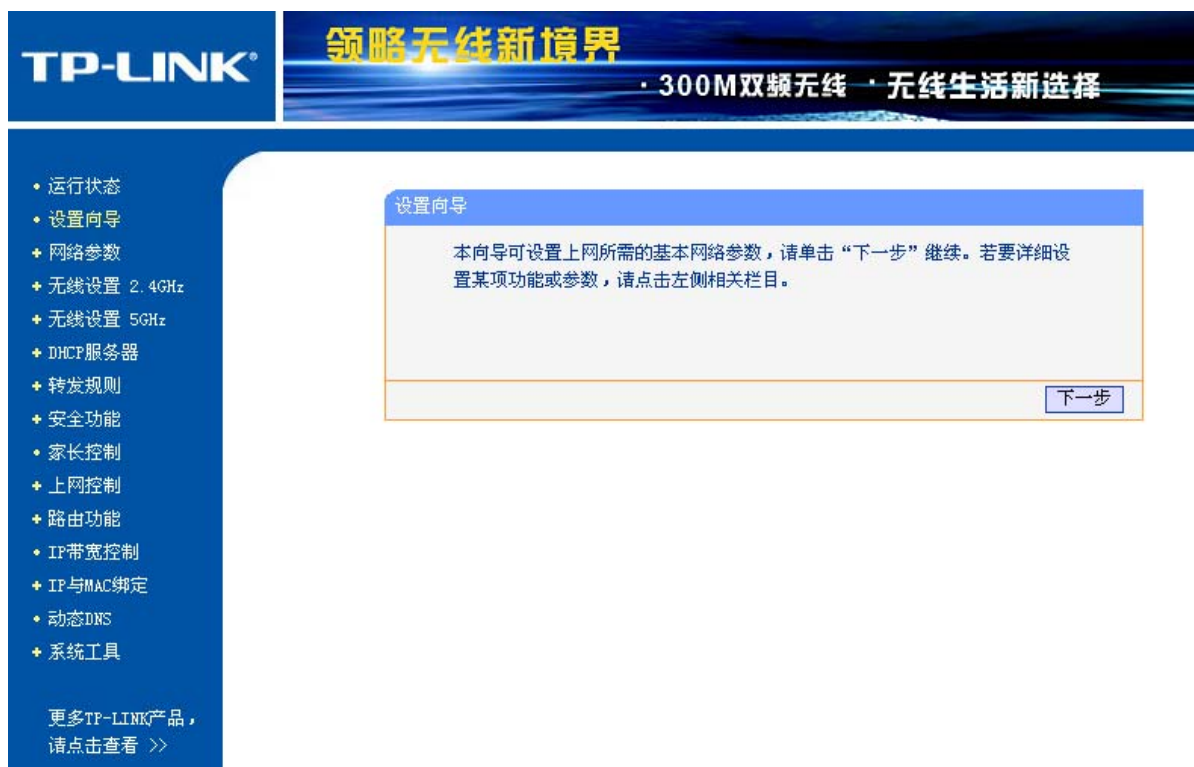 TP-LINK®
领略无线新境界
·300M双频无线 ·无线生活新选择
运行状态
设置向导
网络参数
无线设置 2.4GHz
无线设置 5GHz
DHCP服务器
转发规则
安全功能
家长控制
上网控制
路由功能
IP带宽控制
IP与MAC绑定
动态DNS
系统工具
更多TP-LINK产品，
请点击查看 >>
设置向导
本向导可设置上网所需的基本网络参数，请单击“下一步”继续。若要详细设
置某项功能或参数，请点击左侧相关栏目。
下一步